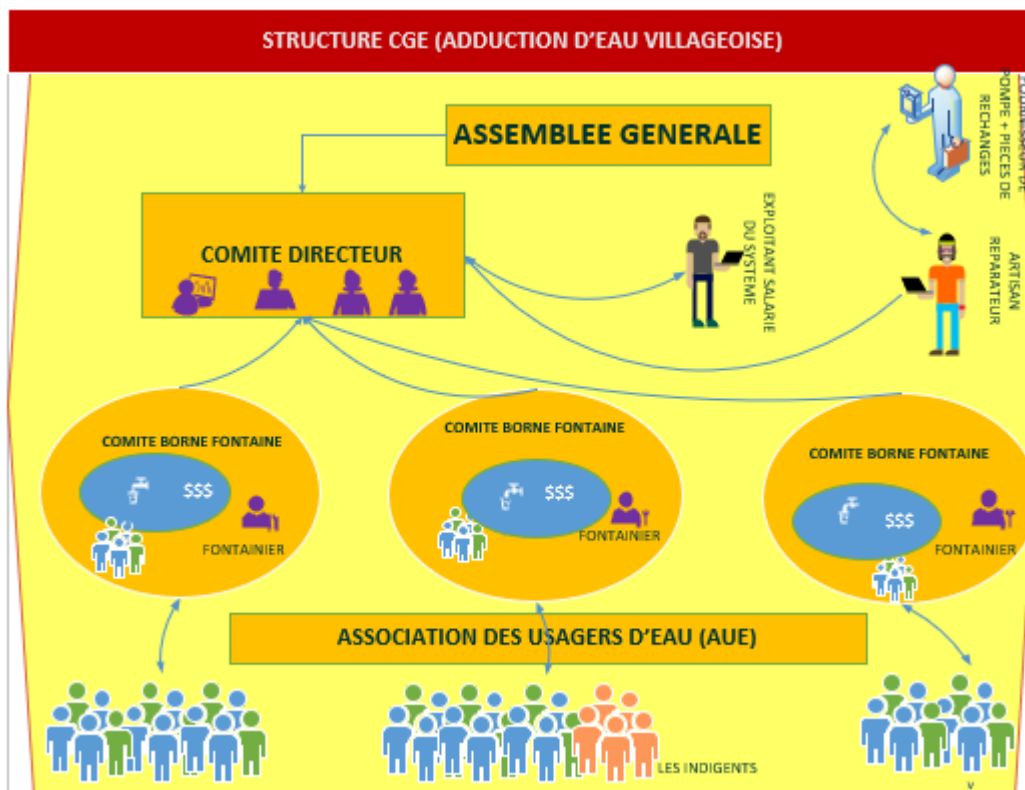 STRUCTURE CGE (ADDUCTION D'EAU VILLAGEOISE)
ASSEMBLEE GENERALE
FOURNISSEUR DE
POMPE + PIECES DE
RECHANGES
COMITE DIRECTEUR
EXPLOITANT SALARIE
DU SYSTEME
ARTISAN
REPARATEUR
COMITE BORNE FONTAINE
$$$
FONTAINIER
COMITE BORNE FONTAINE
$$$
FONTAINIER
COMITE BORNE FONTAINE
$$$
FONTAINIER
ASSOCIATION DES USAGERS D'EAU (AUE)
LES INDIGENTS
V